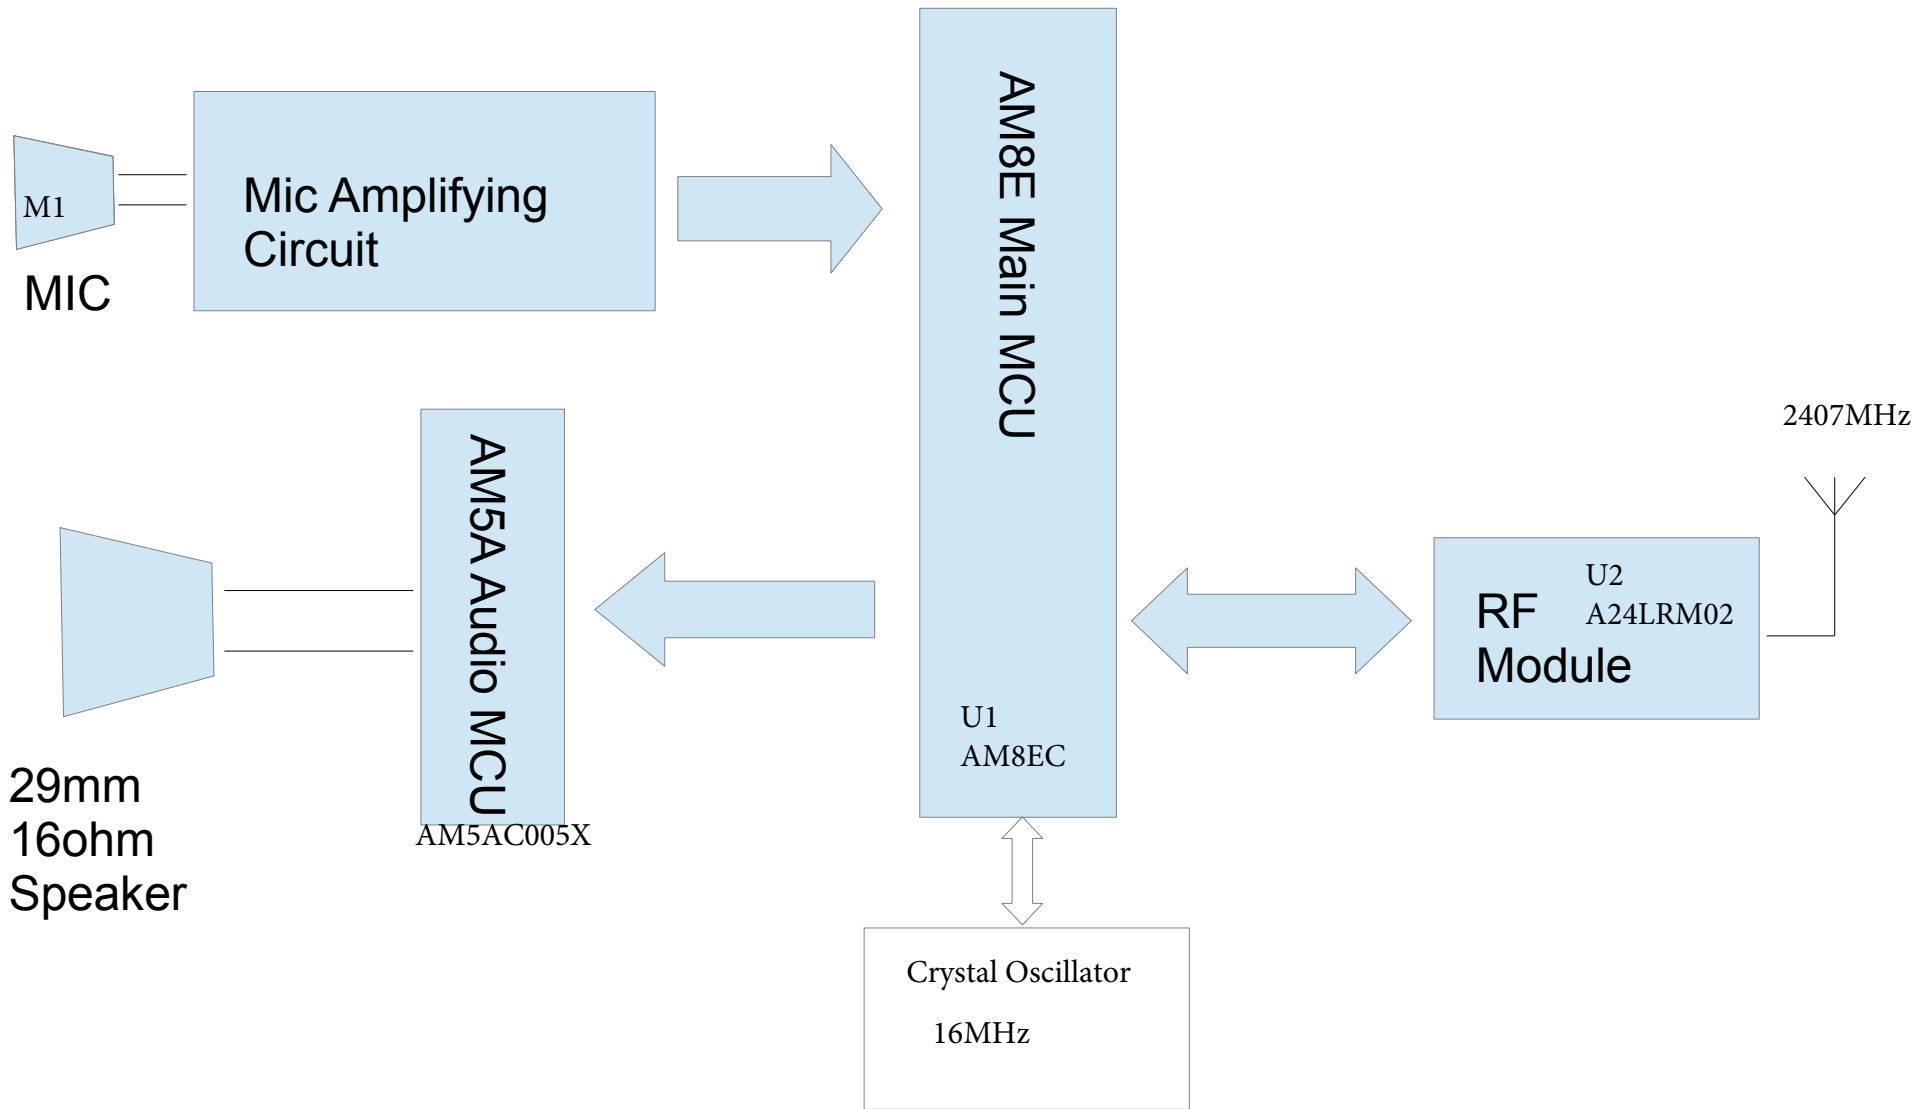 M1
MIC
Mic Amplifying
Circuit
AM8E Main MCU
U1
AM8EC
AM5A Audio MCU
AM5AC005X
29mm
16ohm
Speaker
2407MHz
U2
A24LRM02
RF
Module
Crystal Oscillator
16MHz